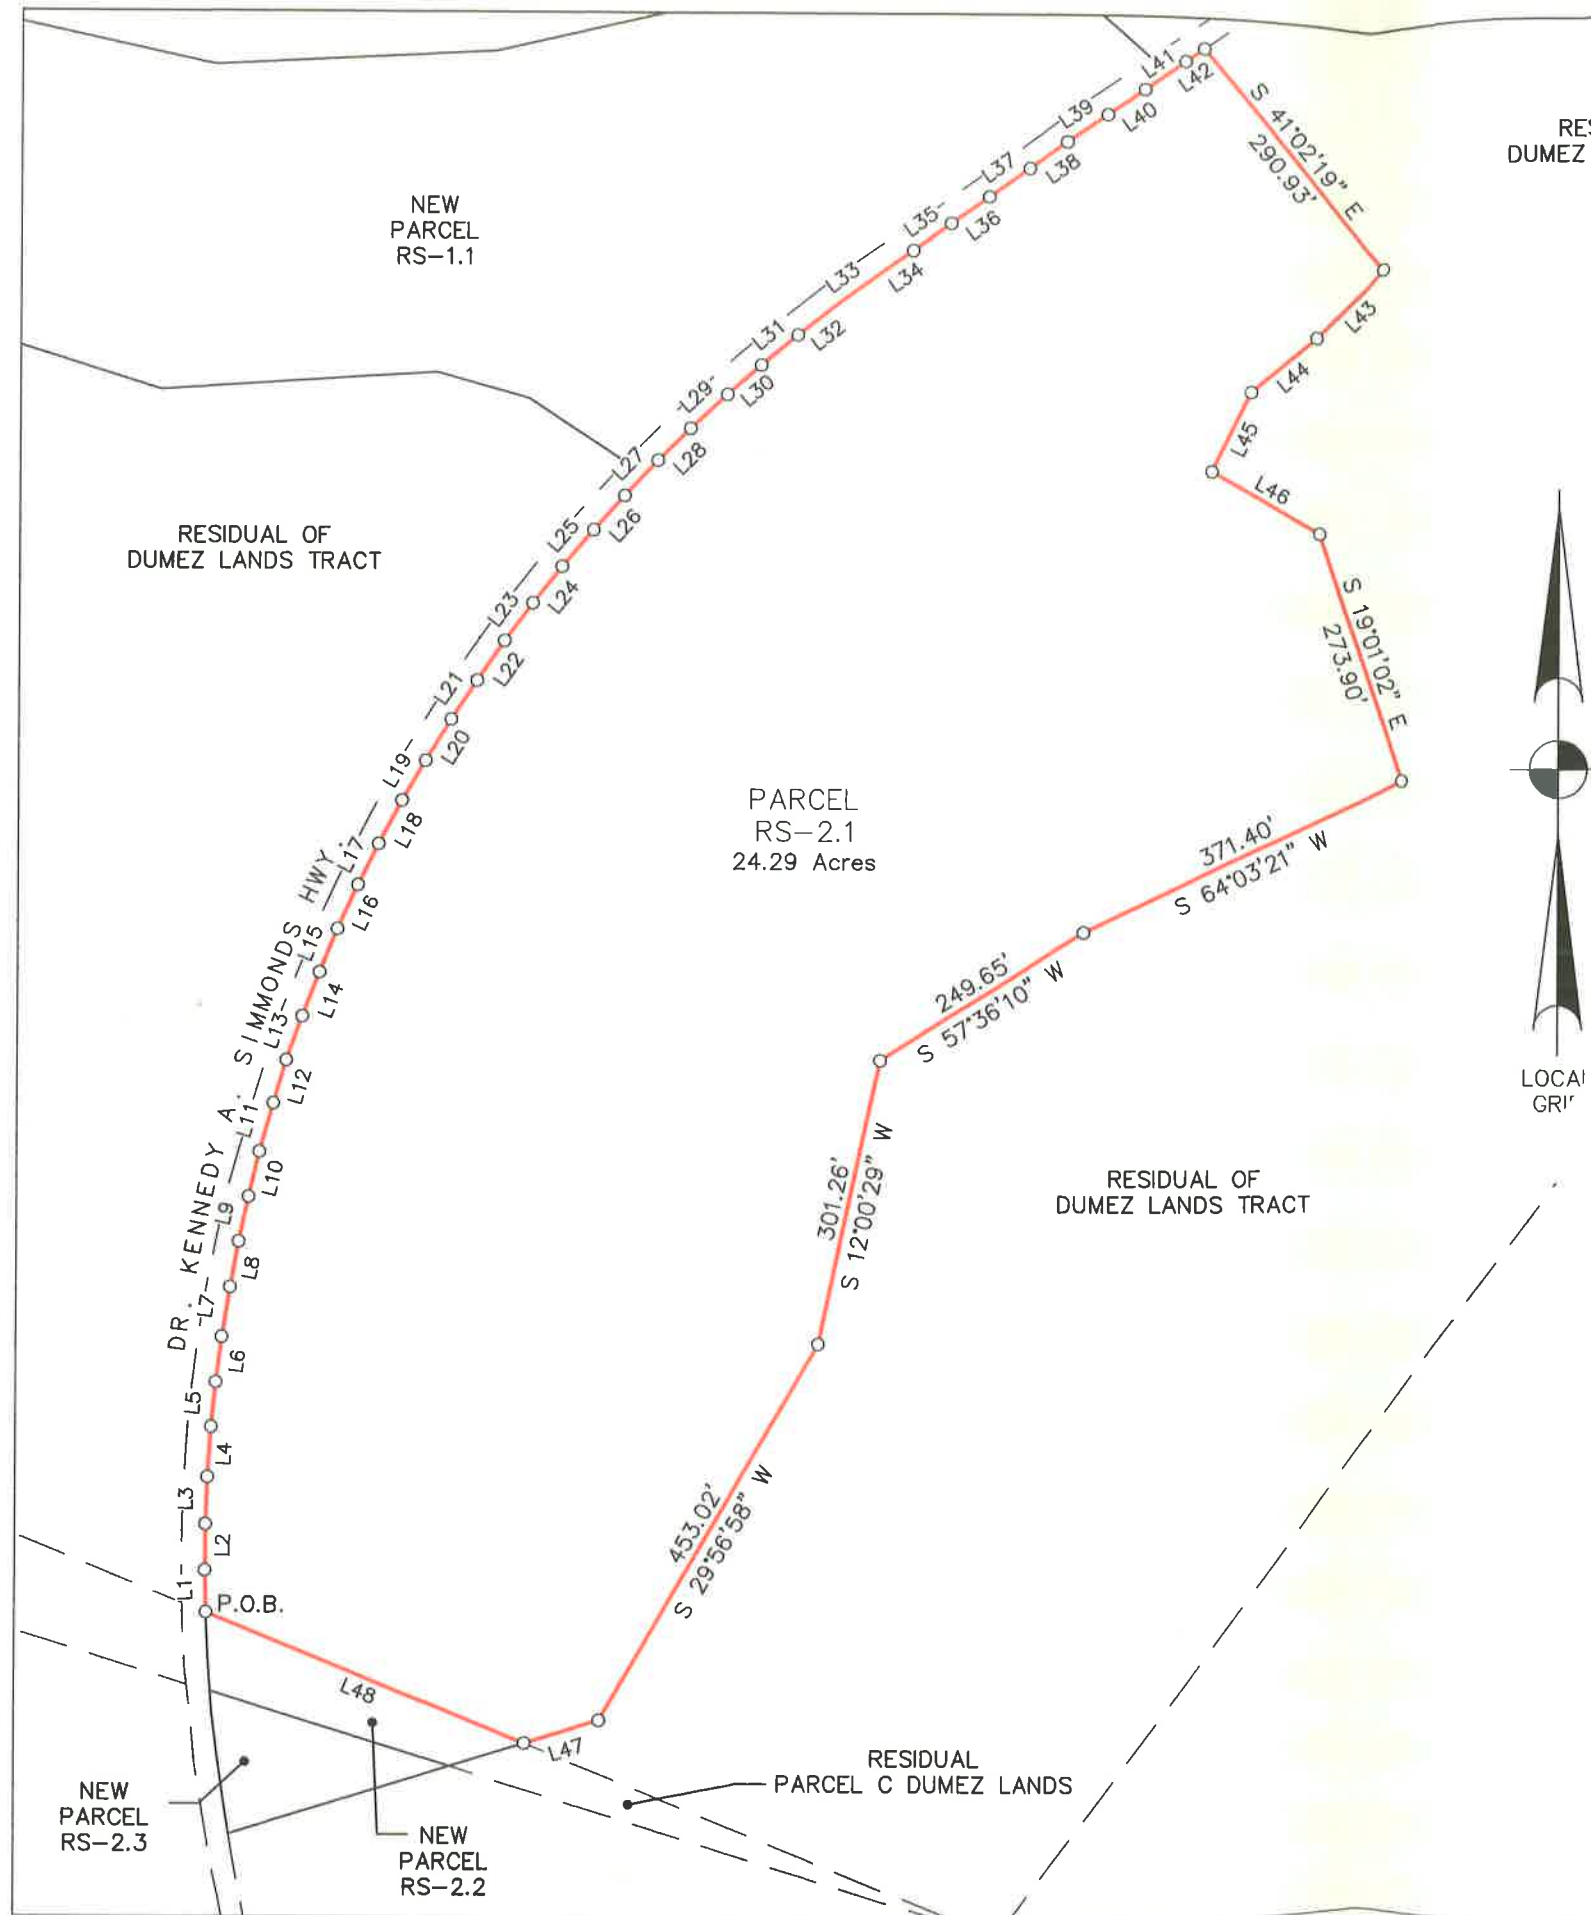 L41
L42
L39
L40
S 41°02'19" E
290.93'
DUMEZ
L37
L38
NEW
PARCEL
RS-1.1
L35
L36
L33
L34
L43
L31
L32
L44
L29
L30
L45
L27
L28
L46
L25
L26
RESIDUAL OF
DUMEZ LANDS TRACT
L23
L24
S 19°01'02" E
273.90'
L21
L22
L19
L20
PARCEL
RS-2.1
24.29 Acres
L17
L18
371.40'
S 64°03'21" W
L15
L16
DR. KENNEDY A. SIMMONDS HWY.
L13
L14
249.65'
S 57°36'10" W
L11
L12
L9
L10
301.26'
S 12°00'29" W
RESIDUAL OF
DUMEZ LANDS TRACT
L7
L8
L5
L6
L3
L4
453.02'
S 29°56'58" W
L1
L2
P.O.B.
L48
L47
RESIDUAL
PARCEL C DUMEZ LANDS
NEW
PARCEL
RS-2.3
NEW
PARCEL
RS-2.2